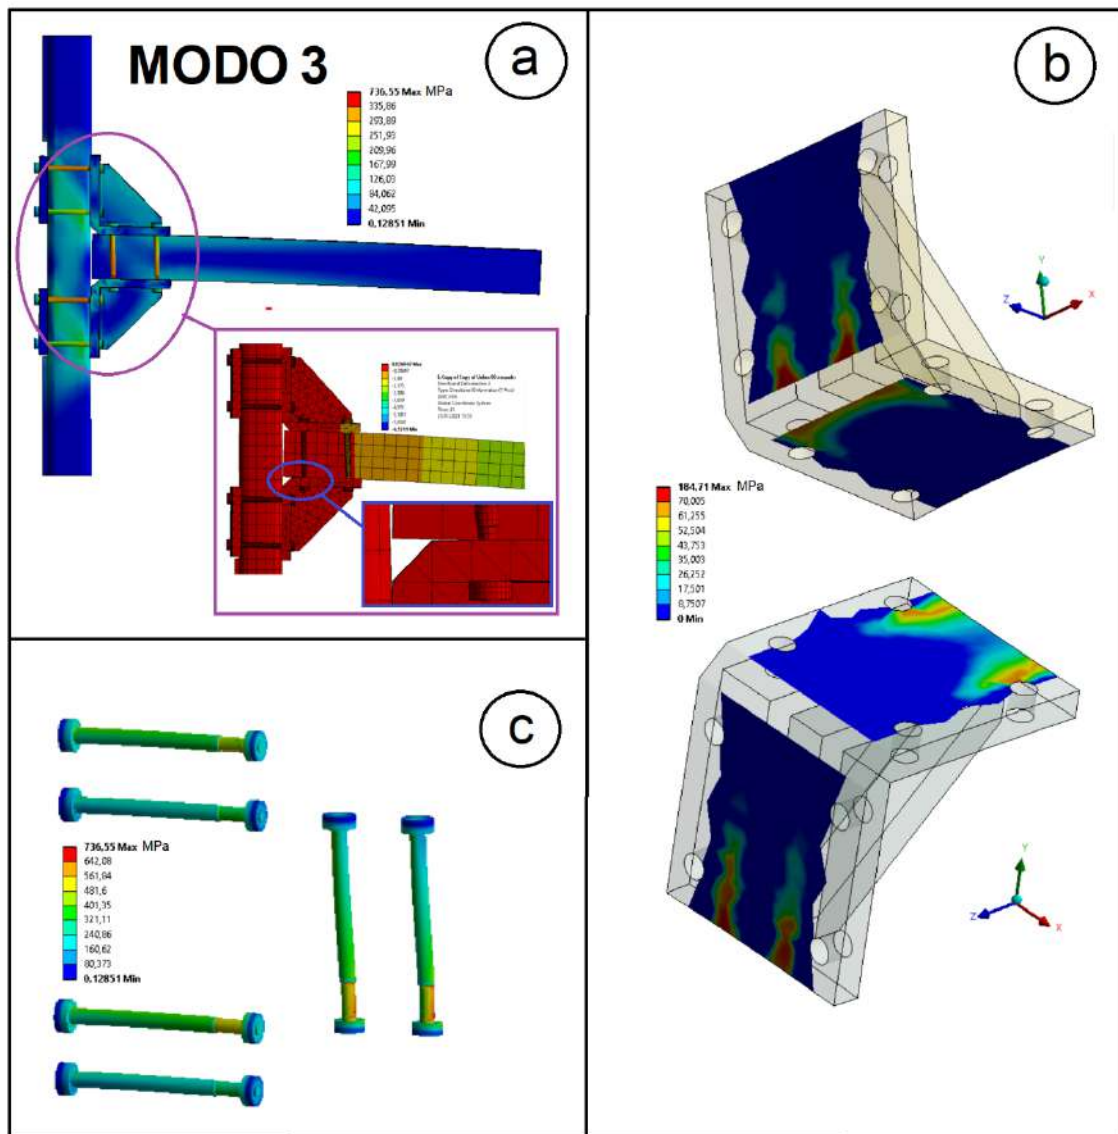 MODO 3
a
736,55 Max MPa
335,86
293,89
251,93
209,96
167,99
126,03
84,062
42,095
0,12851 Min
b
Z
Y
X
184,71 Max MPa
70,005
61,255
52,504
43,753
35,003
26,252
17,501
8,7507
0 Min
Z
Y
X
c
736,55 Max MPa
642,08
561,84
481,6
401,35
321,11
240,86
160,62
80,373
0,12851 Min